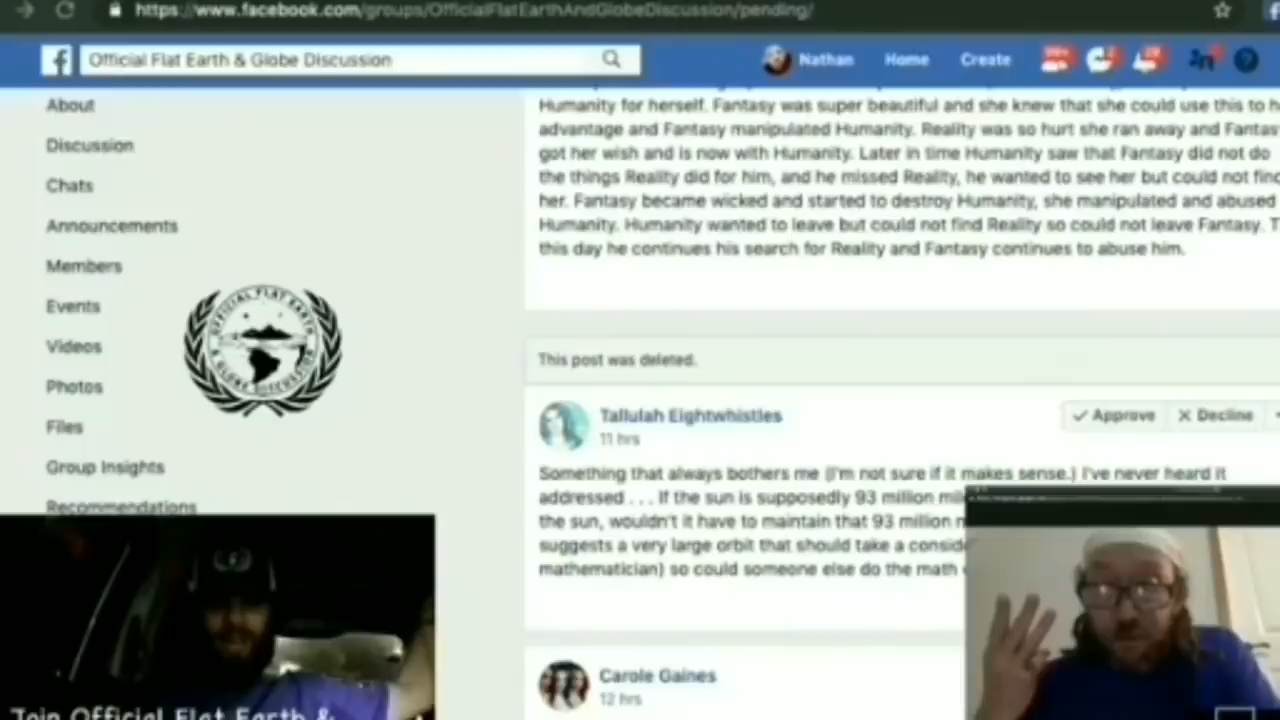 https://www.facebook.com/groups/OfficialFlatEarthAndGlobeDiscussion/pending/
Official Flat Earth & Globe Discussion
Nathan
Home
Create
About
Discussion
Chats
Announcements
Members
Events
Videos
Photos
Files
Group Insights
Recommendations
OFFICIAL FLAT EARTH
& GLOBE DISCUSSION
Humanity for herself. Fantasy was super beautiful and she knew that she could use this to h
advantage and Fantasy manipulated Humanity. Reality was so hurt she ran away and Fantas
got her wish and is now with Humanity. Later in time Humanity saw that Fantasy did not do
the things Reality did for him, and he missed Reality, he wanted to see her but could not find
her. Fantasy became wicked and started to destroy Humanity, she manipulated and abused
Humanity. Humanity wanted to leave but could not find Reality so could not leave Fantasy. T
this day he continues his search for Reality and Fantasy continues to abuse him.
This post was deleted.
Tallulah Eightwhistles
Approve
Decline
11 hrs
Something that always bothers me (I'm not sure if it makes sense.) I've never heard it
addressed . . . If the sun is supposedly 93 million mil
the sun, wouldn't it have to maintain that 93 million m
suggests a very large orbit that should take a conside
mathematician) so could someone else do the math
Carole Gaines
12 hrs
Join Official Flat Earth &